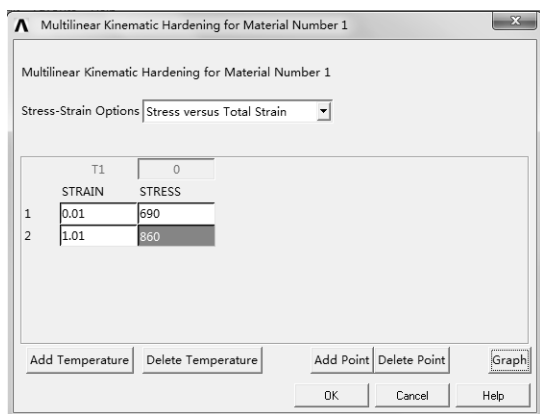 Multilinear Kinematic Hardening for Material Number 1
Multilinear Kinematic Hardening for Material Number 1
Stress-Strain Options Stress versus Total Strain
T1 0
STRAIN STRESS
1 0.01 690
2 1.01 860
Add Temperature Delete Temperature Add Point Delete Point Graph
OK Cancel Help